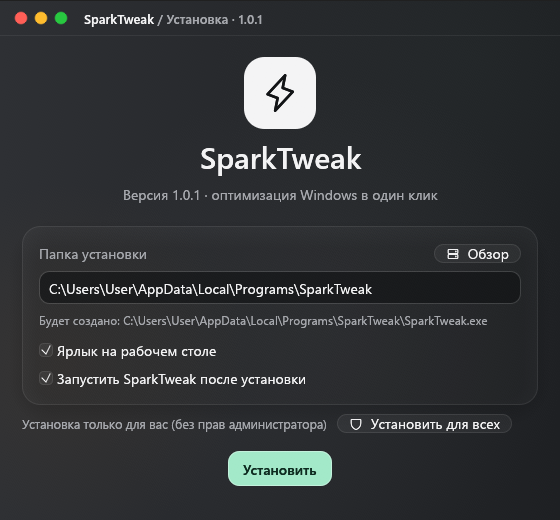 SparkTweak / Установка · 1.0.1
SparkTweak
Версия 1.0.1 · оптимизация Windows в один клик
Папка установки
Обзор
C:\Users\User\AppData\Local\Programs\SparkTweak
Будет создано: C:\Users\User\AppData\Local\Programs\SparkTweak\SparkTweak.exe
Ярлык на рабочем столе
Запустить SparkTweak после установки
Установка только для вас (без прав администратора)
Установить для всех
Установить